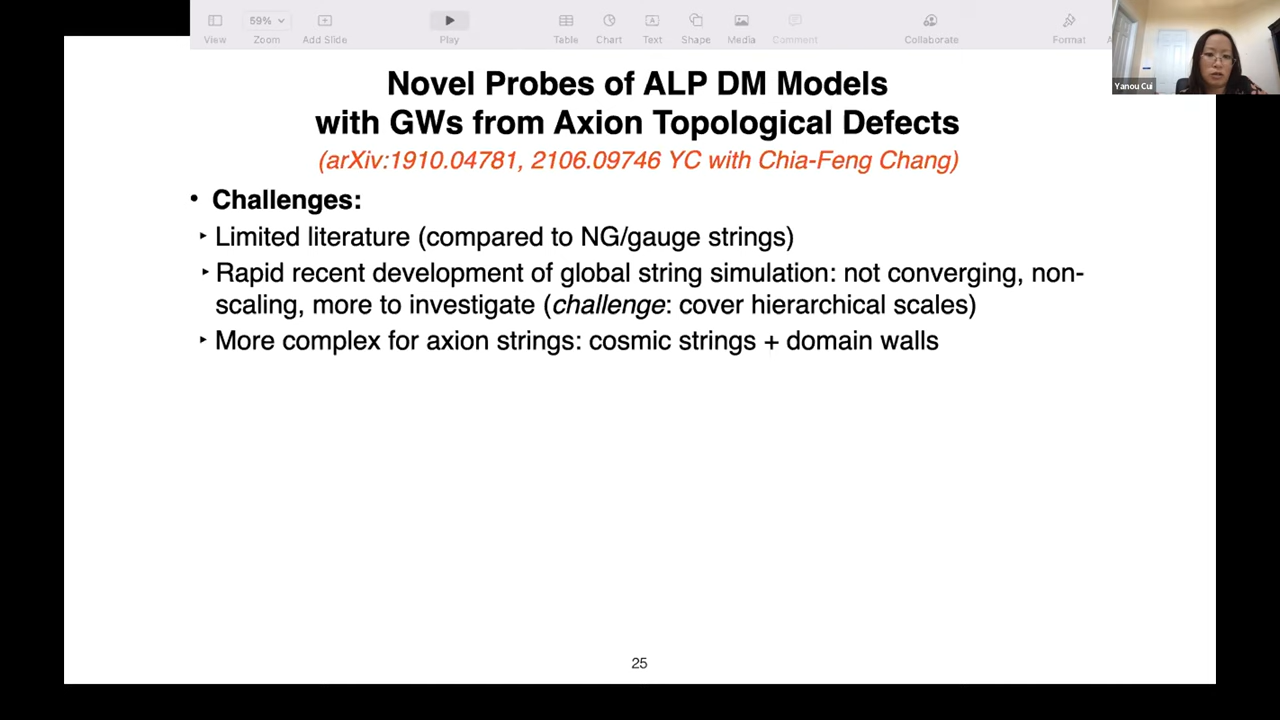 59%
View
Zoom
Add Slide
Play
Table
Chart
Text
Shape
Media
Comment
Collaborate
Format
Yanou Cui
Novel Probes of ALP DM Models
with GWs from Axion Topological Defects
(arXiv:1910.04781, 2106.09746 YC with Chia-Feng Chang)
• Challenges:
‣ Limited literature (compared to NG/gauge strings)
‣ Rapid recent development of global string simulation: not converging, non-
scaling, more to investigate (challenge: cover hierarchical scales)
‣ More complex for axion strings: cosmic strings + domain walls
25